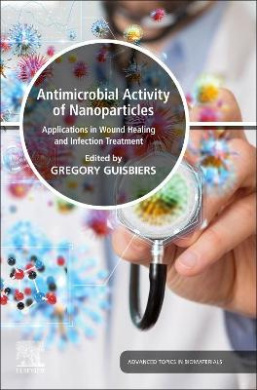 Antimicrobial Activity
of Nanoparticles
Applications in Wound Healing
and Infection Treatment
Edited by
GREGORY GUISBIERS
ELSEVIER
ADVANCED TOPICS IN BIOMATERIALS